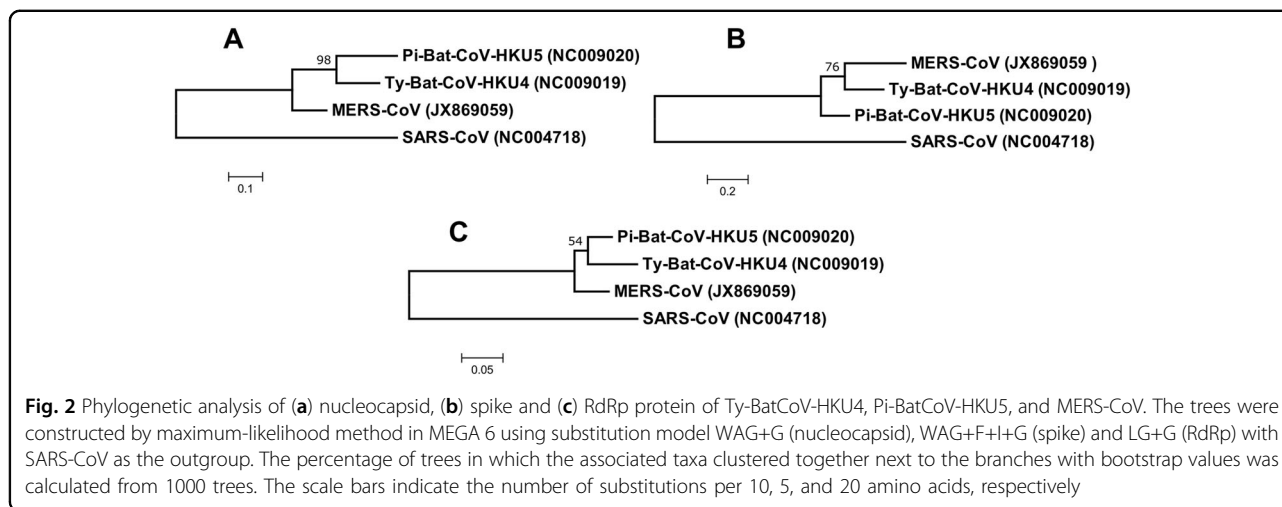 A
98
Pi-Bat-CoV-HKU5 (NC009020)
Ty-Bat-CoV-HKU4 (NC009019)
MERS-CoV (JX869059)
SARS-CoV (NC004718)
0.1
B
76
MERS-CoV (JX869059 )
Ty-Bat-CoV-HKU4 (NC009019)
Pi-Bat-CoV-HKU5 (NC009020)
SARS-CoV (NC004718)
0.2
C
54
Pi-Bat-CoV-HKU5 (NC009020)
Ty-Bat-CoV-HKU4 (NC009019)
MERS-CoV (JX869059)
SARS-CoV (NC004718)
0.05
Fig. 2 Phylogenetic analysis of (a) nucleocapsid, (b) spike and (c) RdRp protein of Ty-BatCoV-HKU4, Pi-BatCoV-HKU5, and MERS-CoV. The trees were
constructed by maximum-likelihood method in MEGA 6 using substitution model WAG+G (nucleocapsid), WAG+F+I+G (spike) and LG+G (RdRp) with
SARS-CoV as the outgroup. The percentage of trees in which the associated taxa clustered together next to the branches with bootstrap values was
calculated from 1000 trees. The scale bars indicate the number of substitutions per 10, 5, and 20 amino acids, respectively